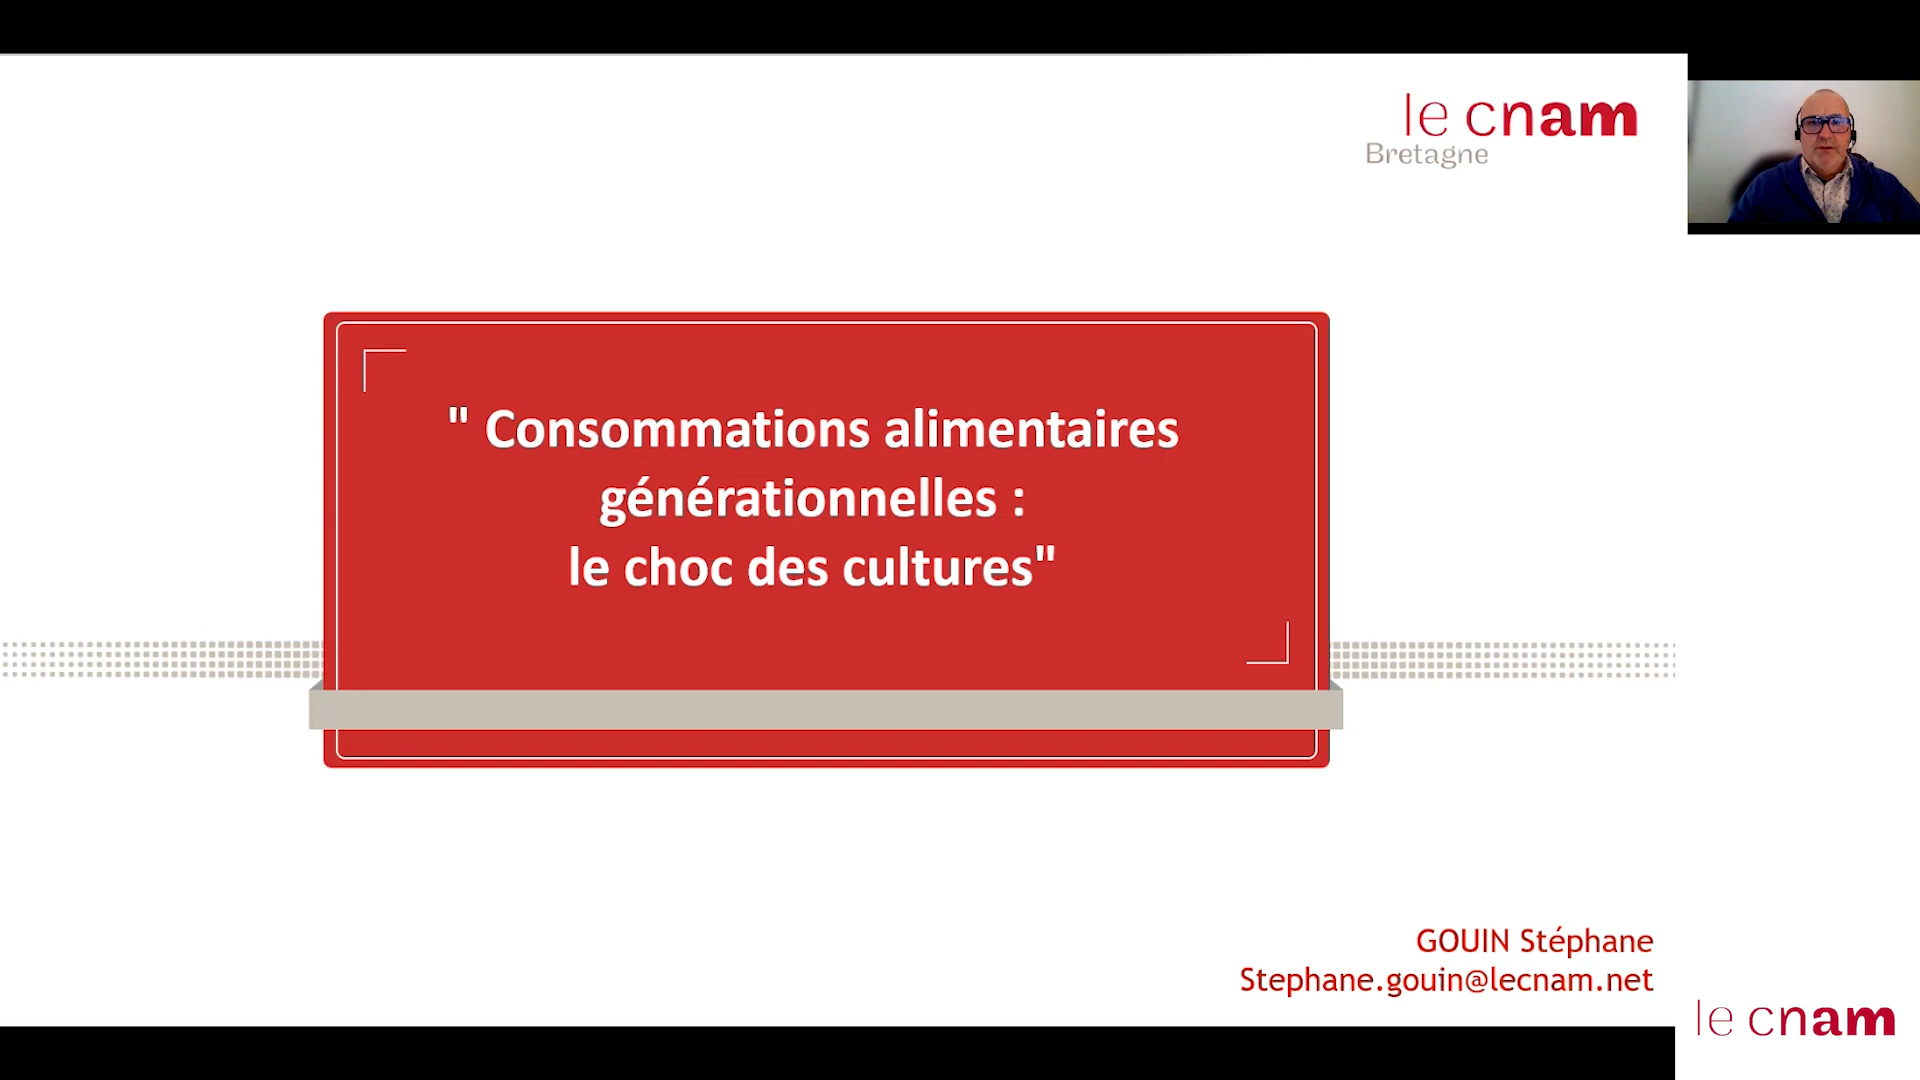 le cnam
Bretagne
" Consommations alimentaires
générationnelles :
le choc des cultures"
GOUIN Stéphane
Stephane.gouin@lecnam.net
le cnam